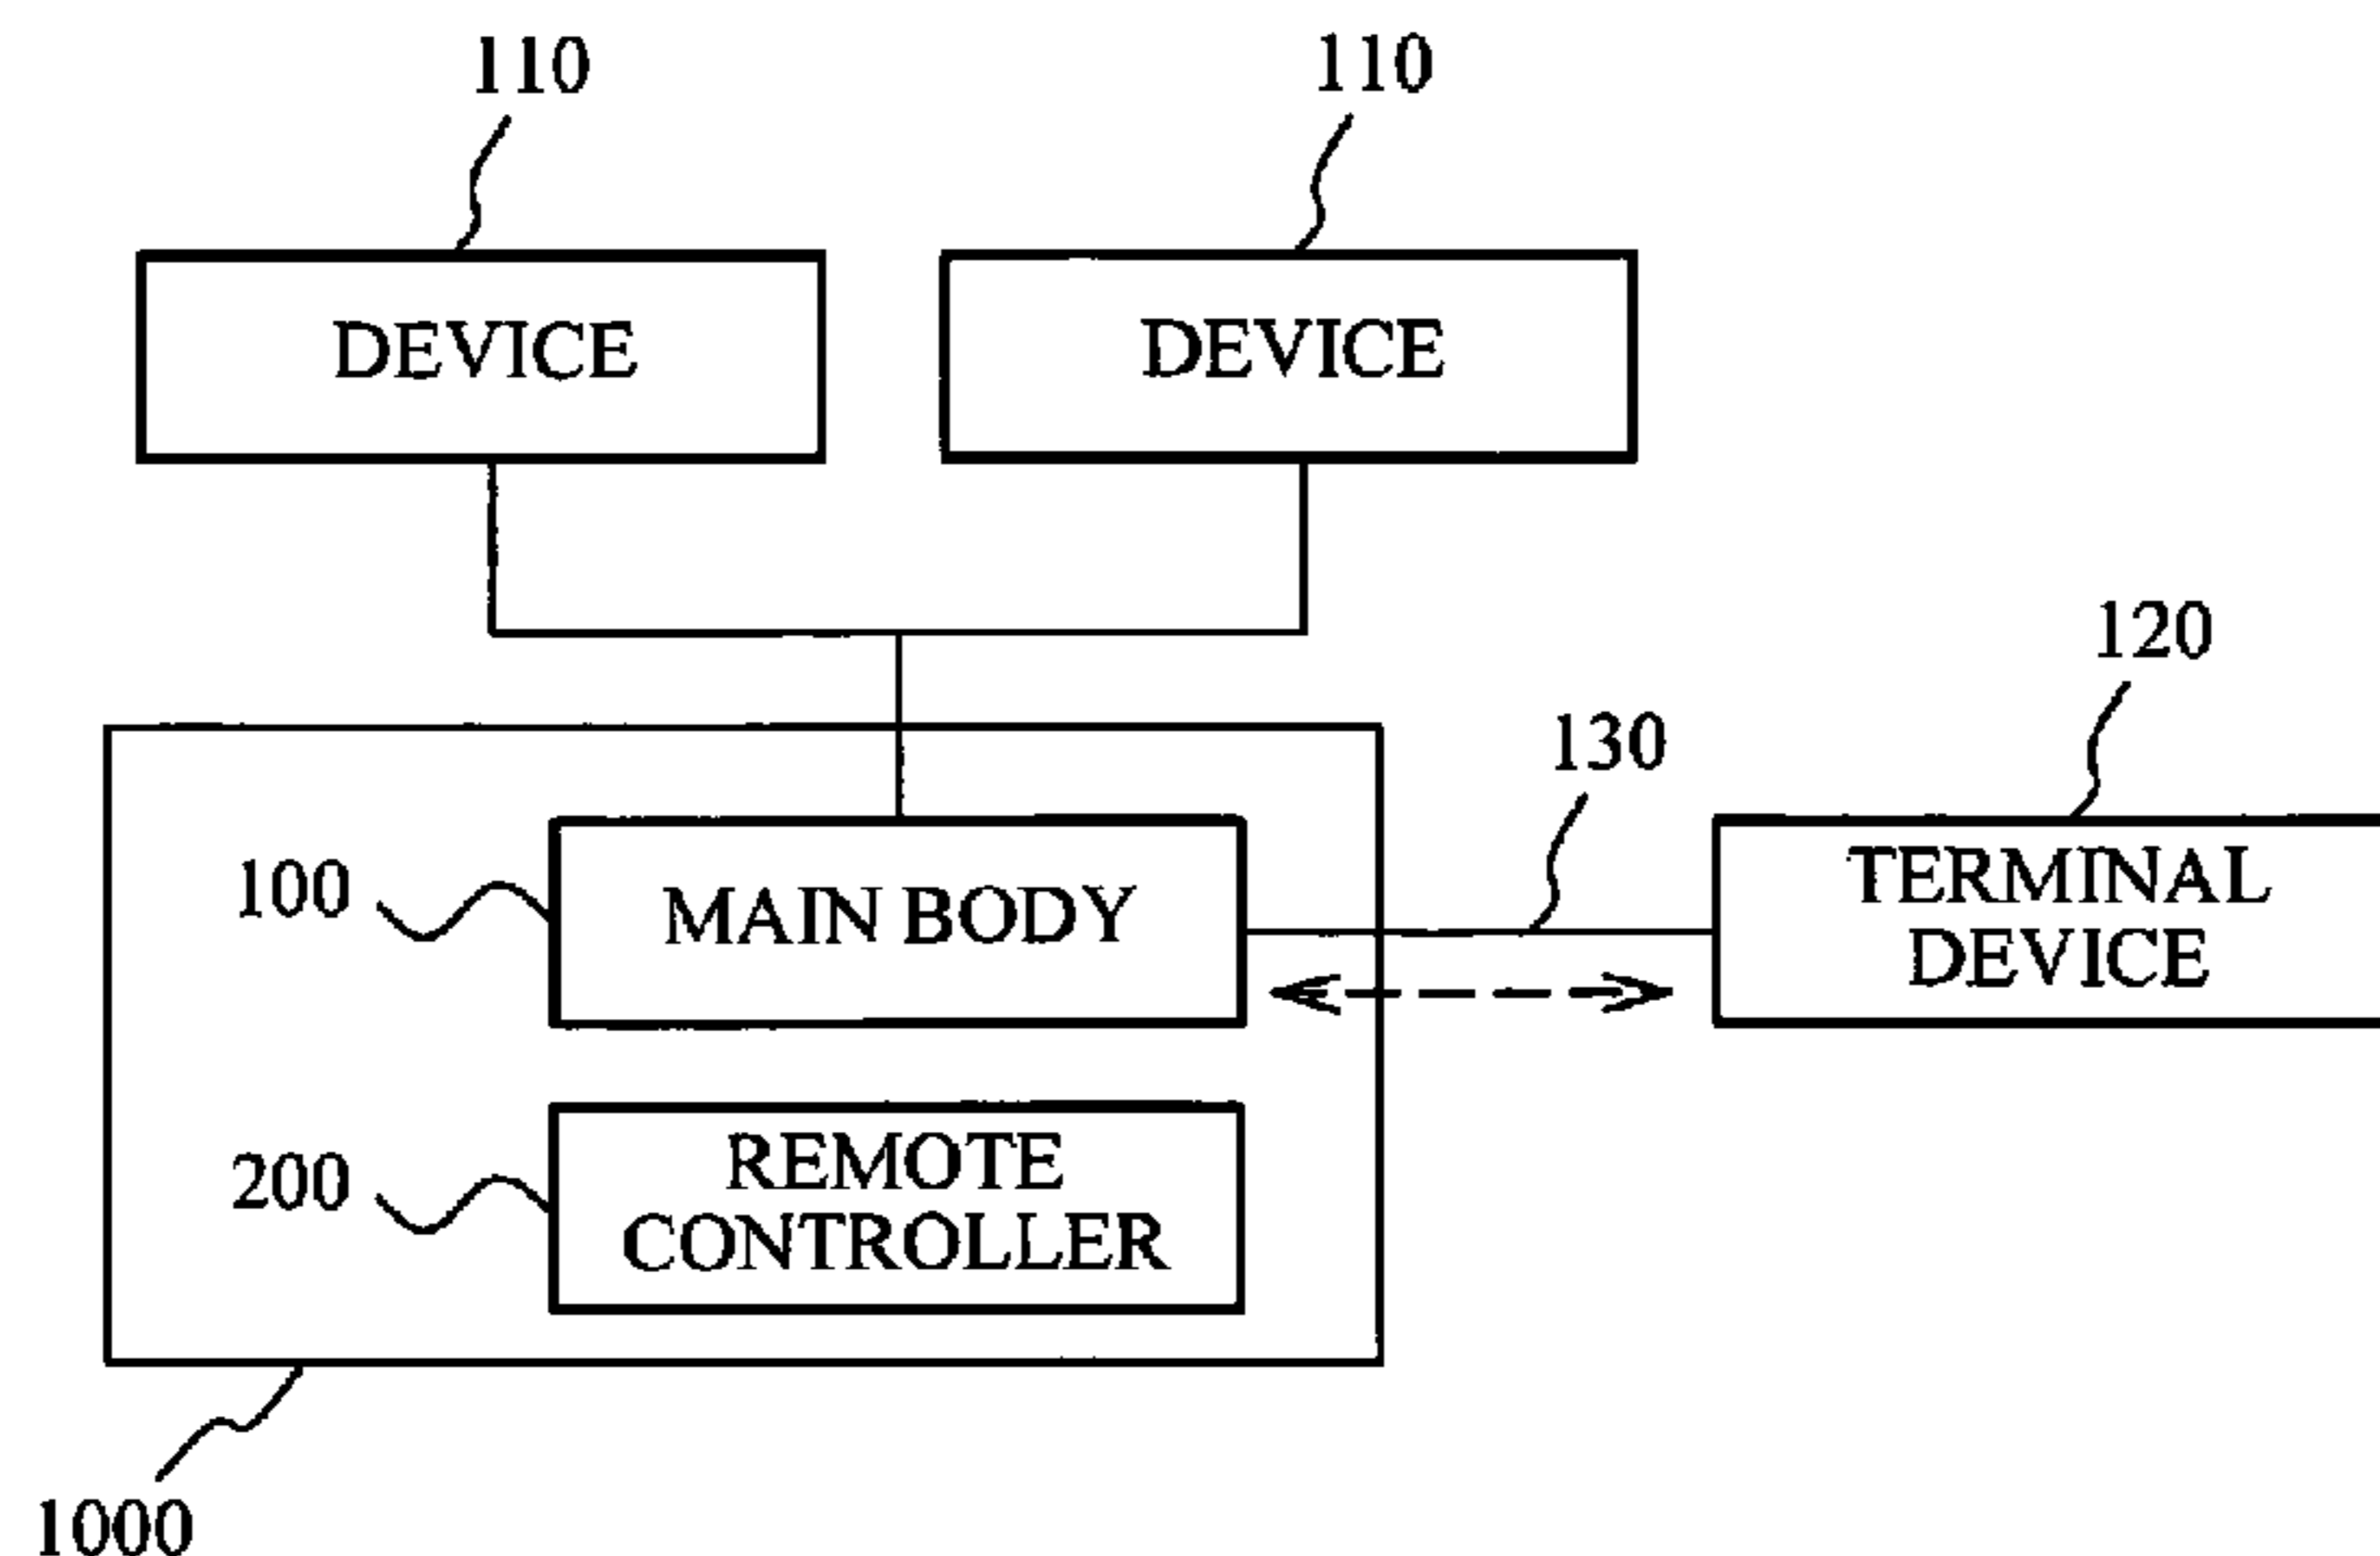 110
110
DEVICE
DEVICE
120
130
100
MAIN BODY
TERMINAL
DEVICE
200
REMOTE
CONTROLLER
1000